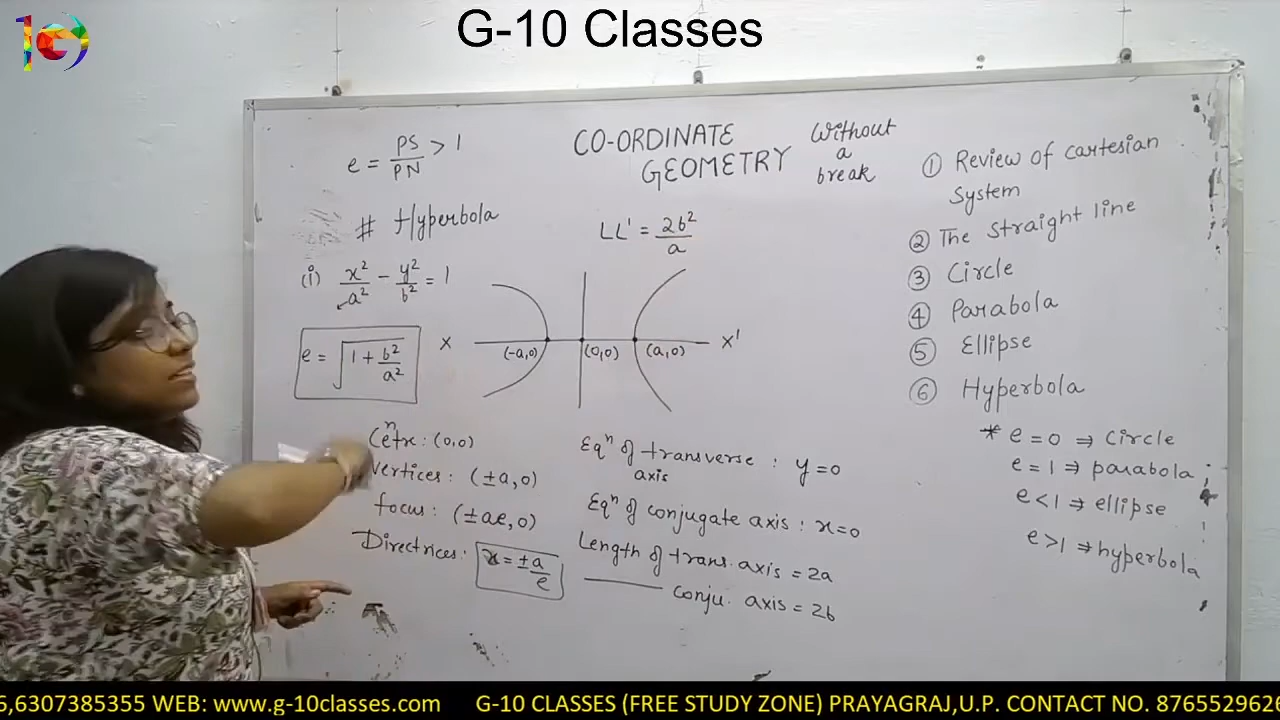 G-10 Classes
e = PS/PN > 1
CO-ORDINATE
GEOMETRY
Without
a
break
# Hyperbola
LL' = 2b²/a
(i) x²/a² - y²/b² = 1
e = √(1 + b²/a²)
X
(-a,0)
(0,0)
(a,0)
X'
Centre : (0,0)
Vertices : (±a, 0)
focus : (±ae, 0)
Directrices : x = ± a/e
Eqⁿ of transverse : y = 0
axis
Eqⁿ of conjugate axis : x = 0
Length of trans. axis = 2a
conju. axis = 2b
① Review of cartesian
System
② The straight line
③ Circle
④ Parabola
⑤ Ellipse
⑥ Hyperbola
* e = 0 ⇒ Circle
e = 1 ⇒ parabola
e < 1 ⇒ ellipse
e > 1 ⇒ hyperbola
6,6307385355 WEB: www.g-10classes.com G-10 CLASSES (FREE STUDY ZONE) PRAYAGRAJ,U.P. CONTACT NO. 876552962